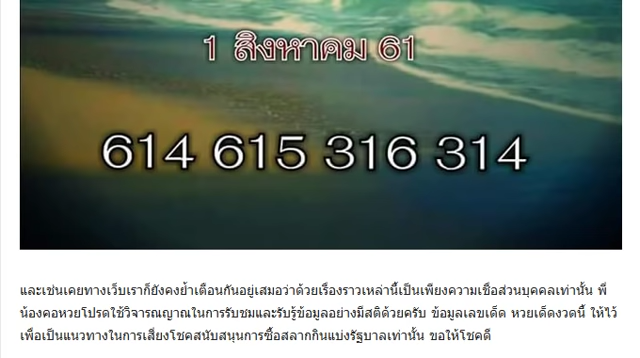 1 สิงหาคม 61
614 615 316 314
และเช่นเคยทางเว็บเราก็ยังคงย้ำเตือนกันอยู่เสมอว่าด้วยเรื่องราวเหล่านี้เป็นเพียงความเชื่อส่วนบุคคลเท่านั้น พี่
น้องคอหวยโปรดใช้วิจารณญาณในการรับชมและรับรู้ข้อมูลอย่างมีสติด้วยครับ ข้อมูลเลขเด็ด หวยเด็ดงวดนี้ ให้ไว้
เพื่อเป็นแนวทางในการเสี่ยงโชคสนับสนุนการซื้อสลากกินแบ่งรัฐบาลเท่านั้น ขอให้โชคดี